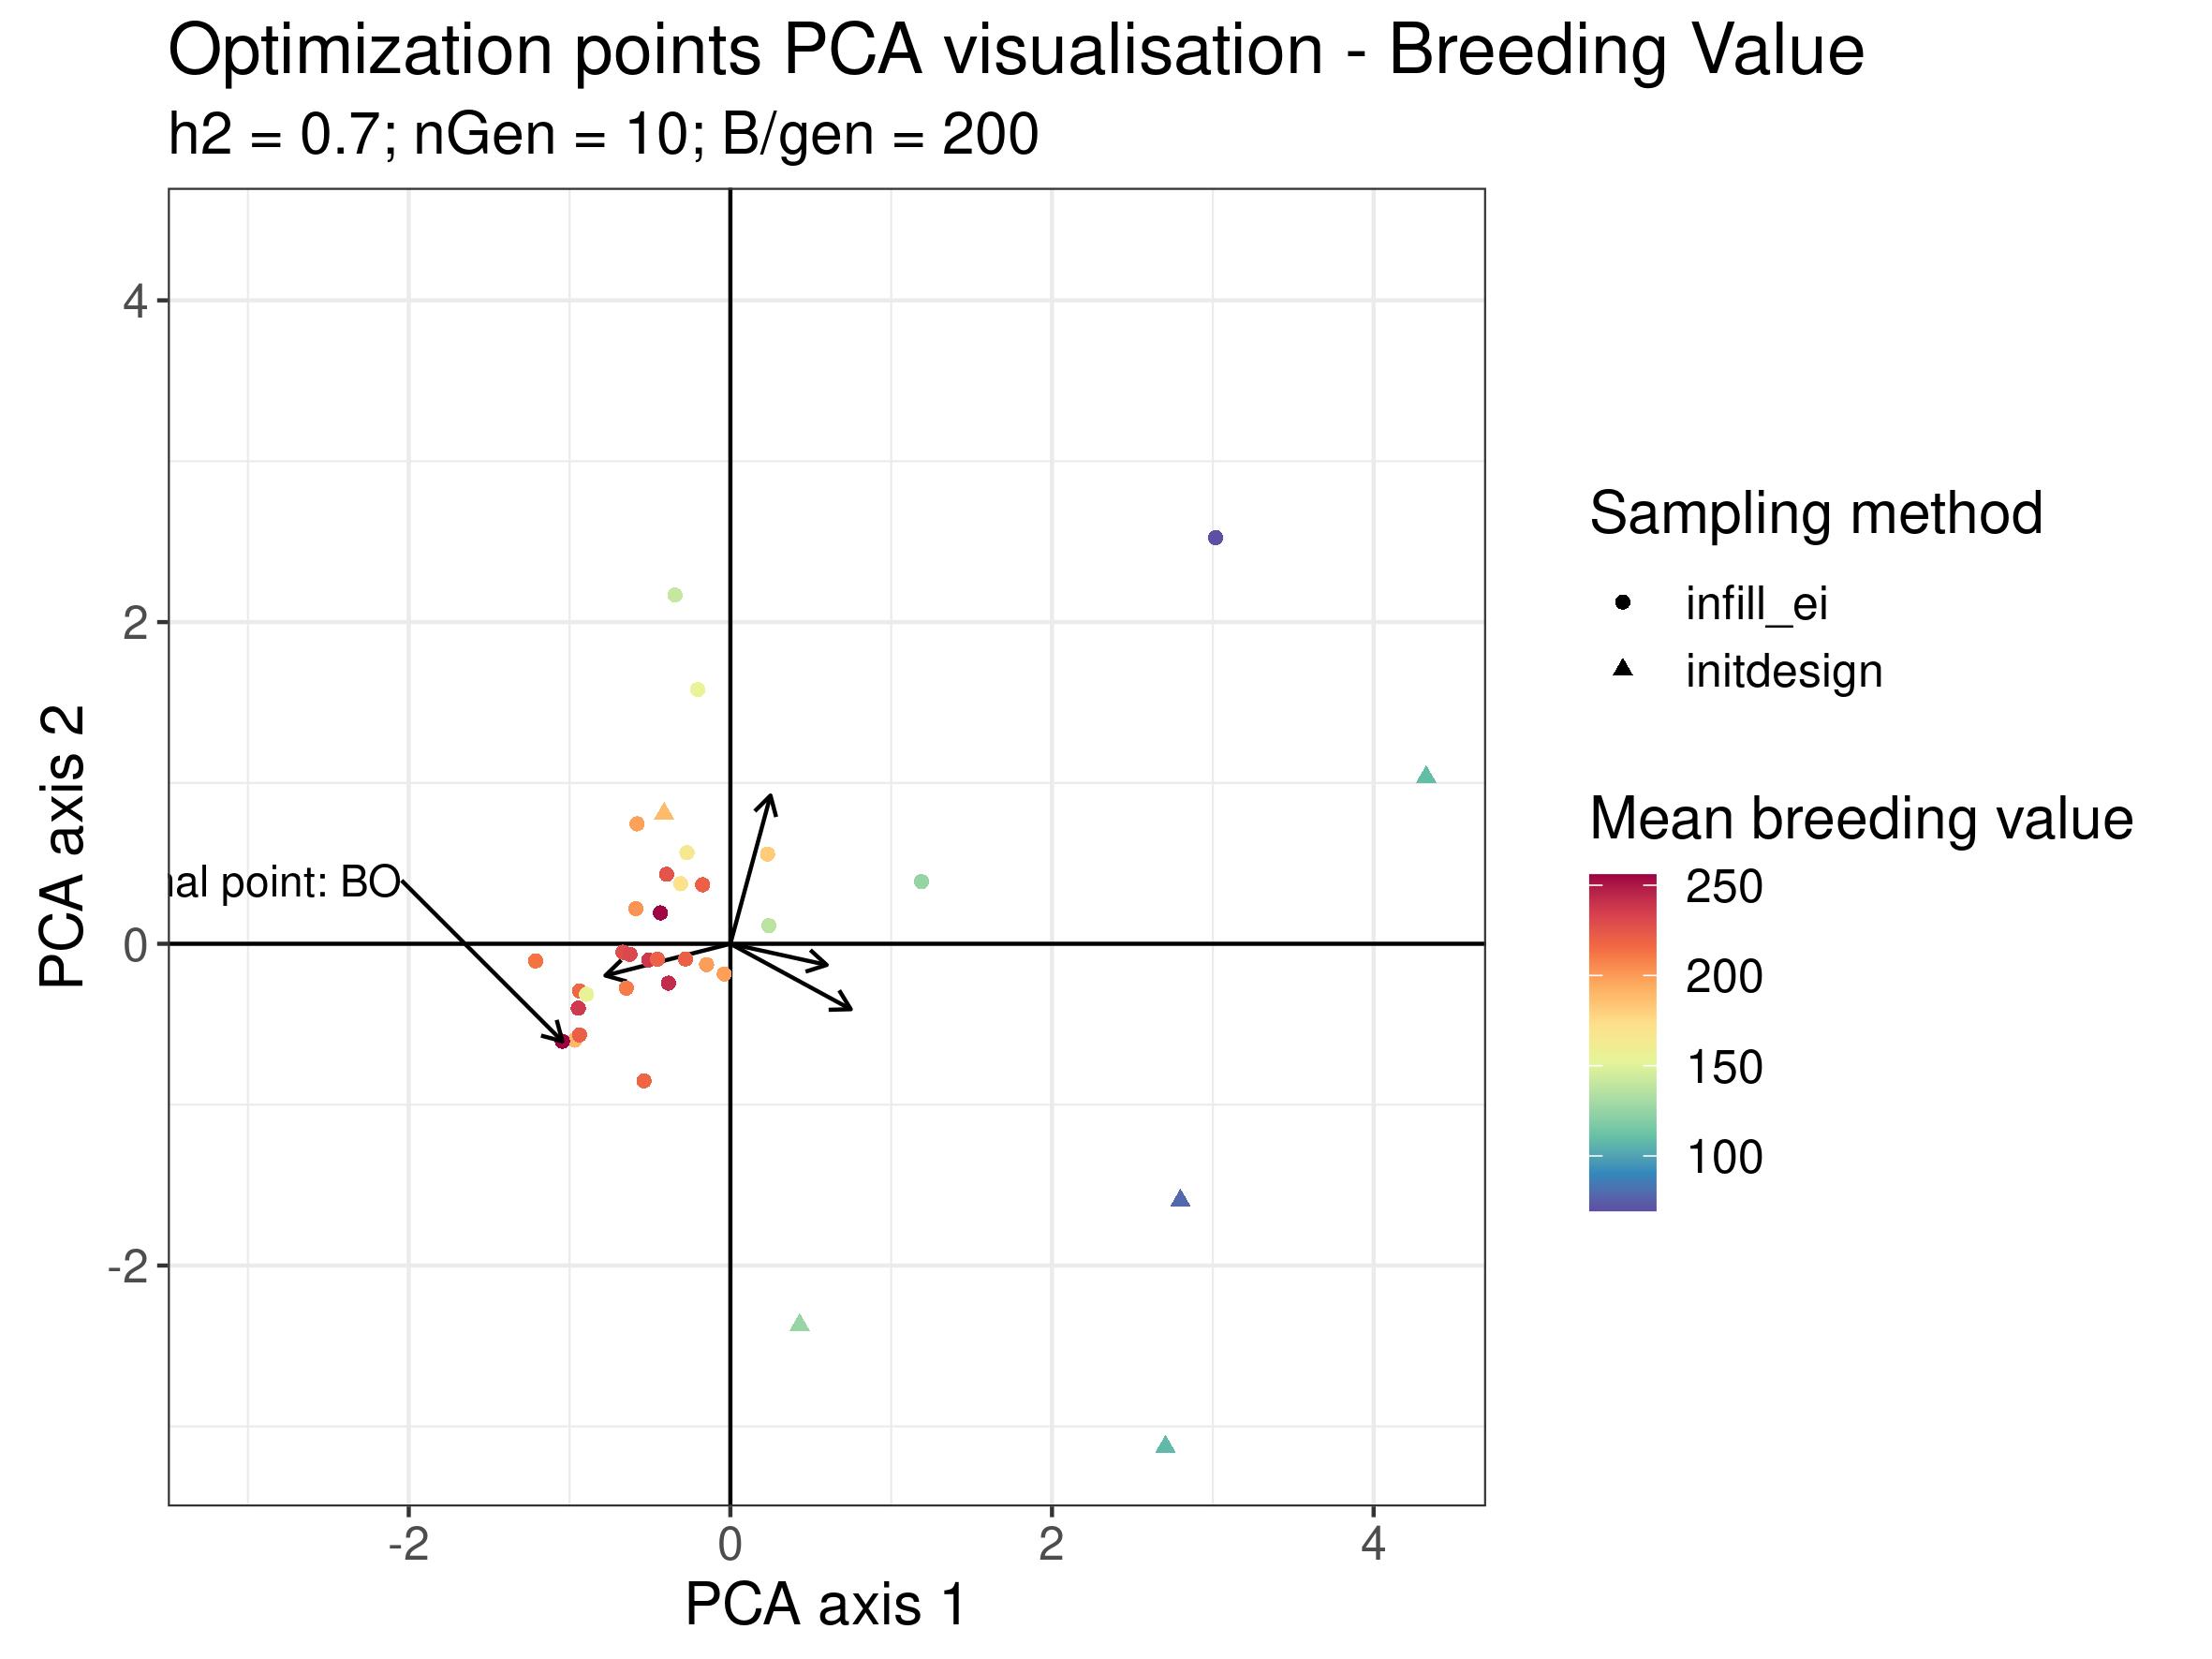 Optimization points PCA visualisation - Breeding Value
h2 = 0.7; nGen = 10; B/gen = 200
4
2
0
-2
PCA axis 2
point: BO
-2
0
2
4
PCA axis 1
Sampling method
infill_ei
initdesign
Mean breeding value
250
200
150
100